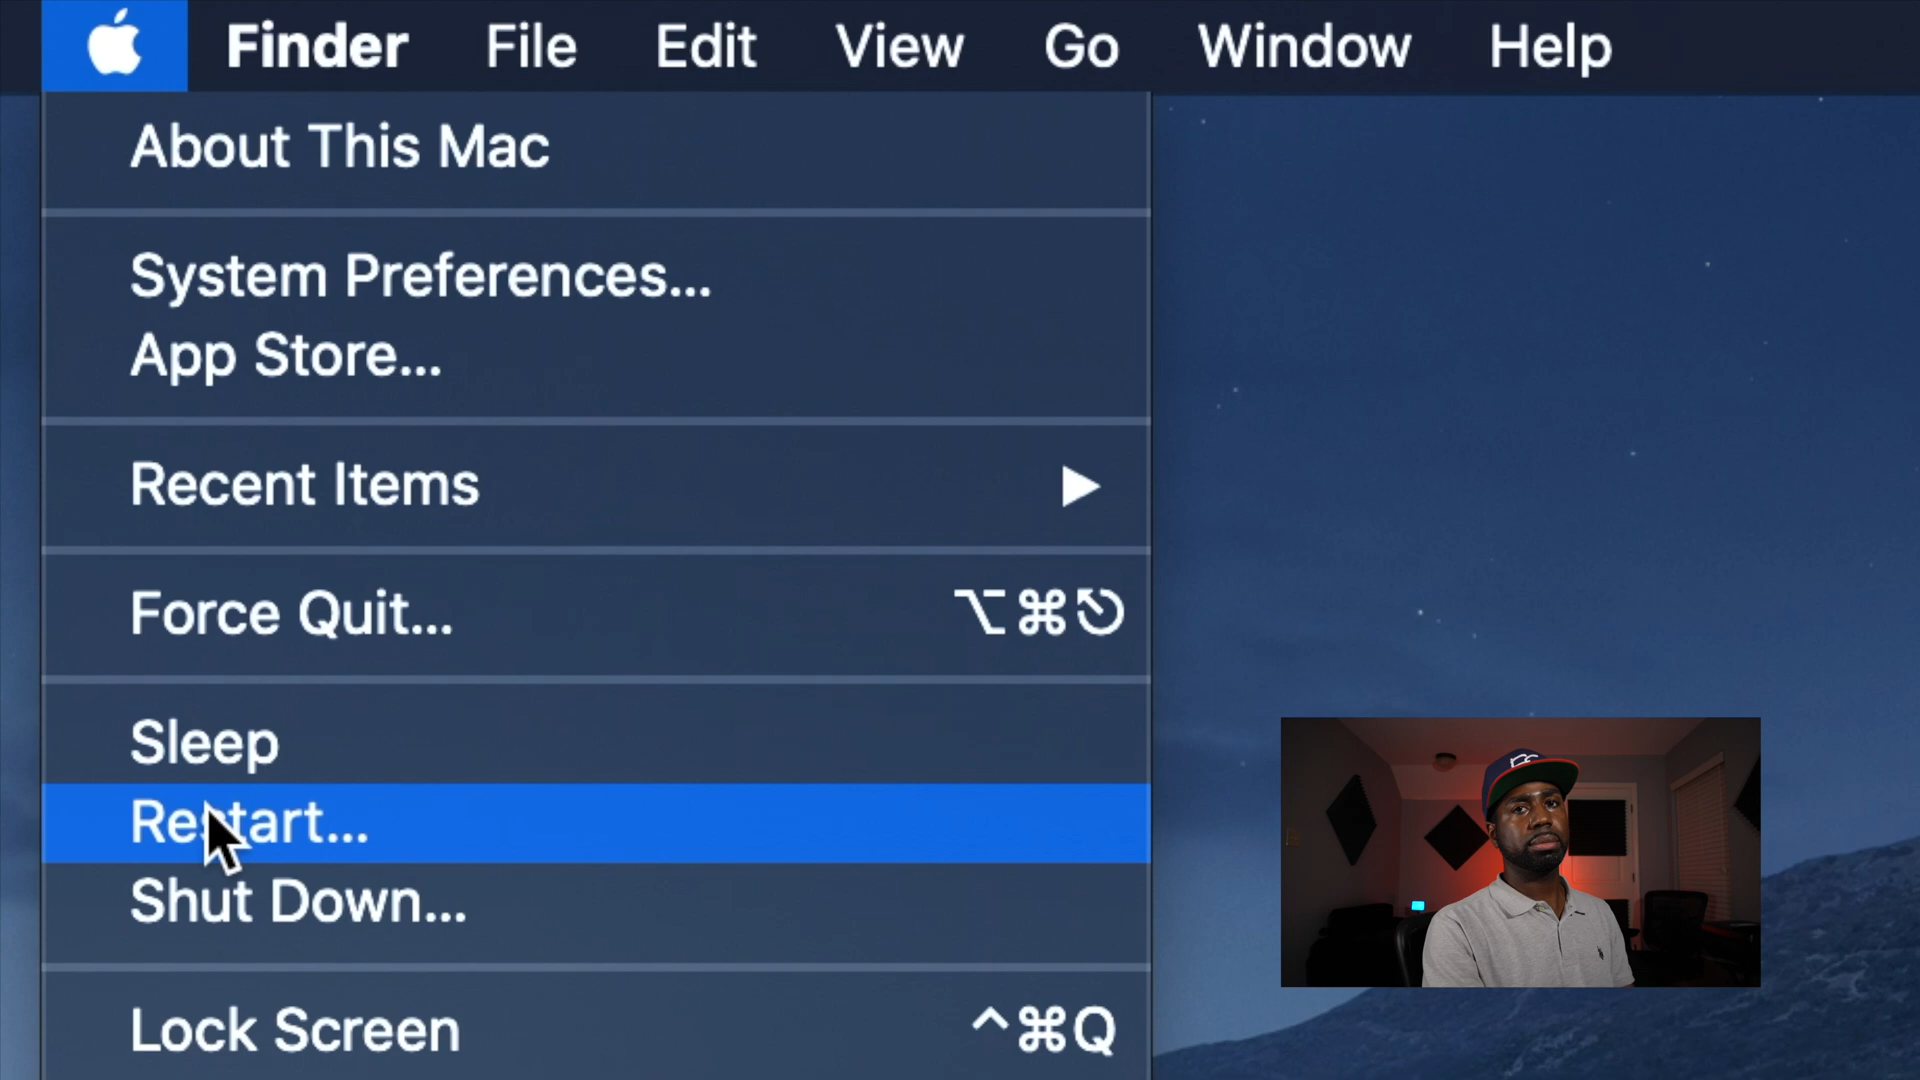 Finder File Edit View Go Window Help
About This Mac
System Preferences...
App Store...
Recent Items ▶
Force Quit... ⌥⌘⎋
Sleep
Restart...
Shut Down...
Lock Screen ^⌘Q